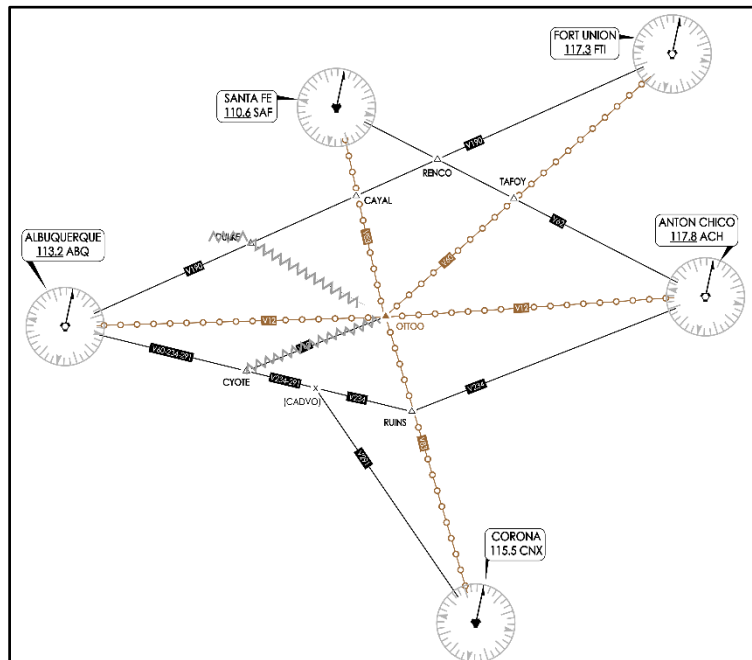 FORT UNION
117.3 FTI
SANTA FE
110.6 SAF
V190
RENCO
TAFOY
CAYAL
V62
ALBUQUERQUE
113.2 ABQ
ANTON CHICO
117.8 ACH
V190
V12
V12
OTTOO
V60-234-291
CYOTE
V234-291
V234
(CADVO)
RUINS
V234
V291
CORONA
115.5 CNX